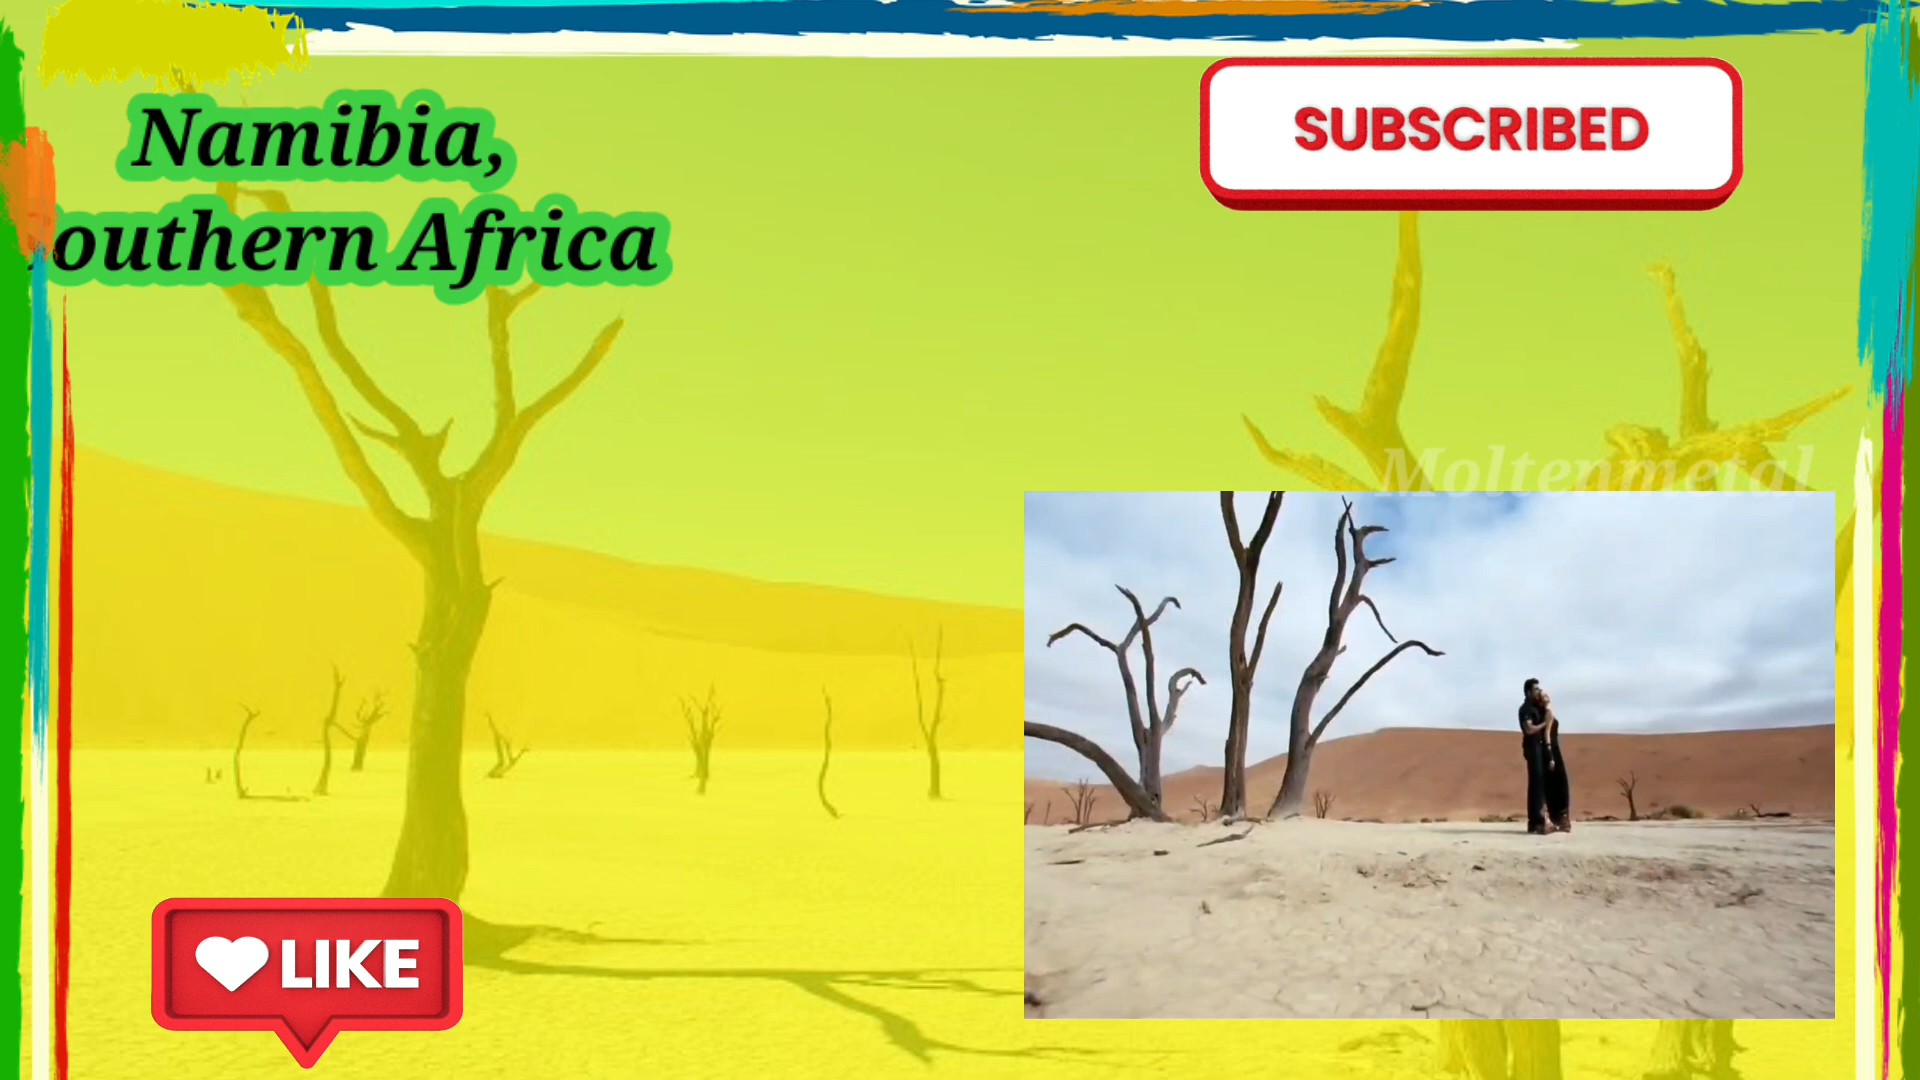 Namibia,
outhern Africa
SUBSCRIBED
Moltenmetal
LIKE